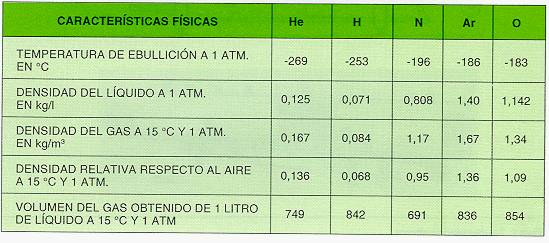 CARACTERÍSTICAS FÍSICAS He H N Ar O
TEMPERATURA DE EBULLICIÓN A 1 ATM.
EN °C -269 -253 -196 -186 -183
DENSIDAD DEL LÍQUIDO A 1 ATM.
EN kg/l 0,125 0,071 0,808 1,40 1,142
DENSIDAD DEL GAS A 15 °C Y 1 ATM.
EN kg/m³ 0,167 0,084 1,17 1,67 1,34
DENSIDAD RELATIVA RESPECTO AL AIRE
A 15 °C Y 1 ATM. 0,136 0,068 0,95 1,36 1,09
VOLUMEN DEL GAS OBTENIDO DE 1 LITRO
DE LÍQUIDO A 15 °C Y 1 ATM 749 842 691 836 854